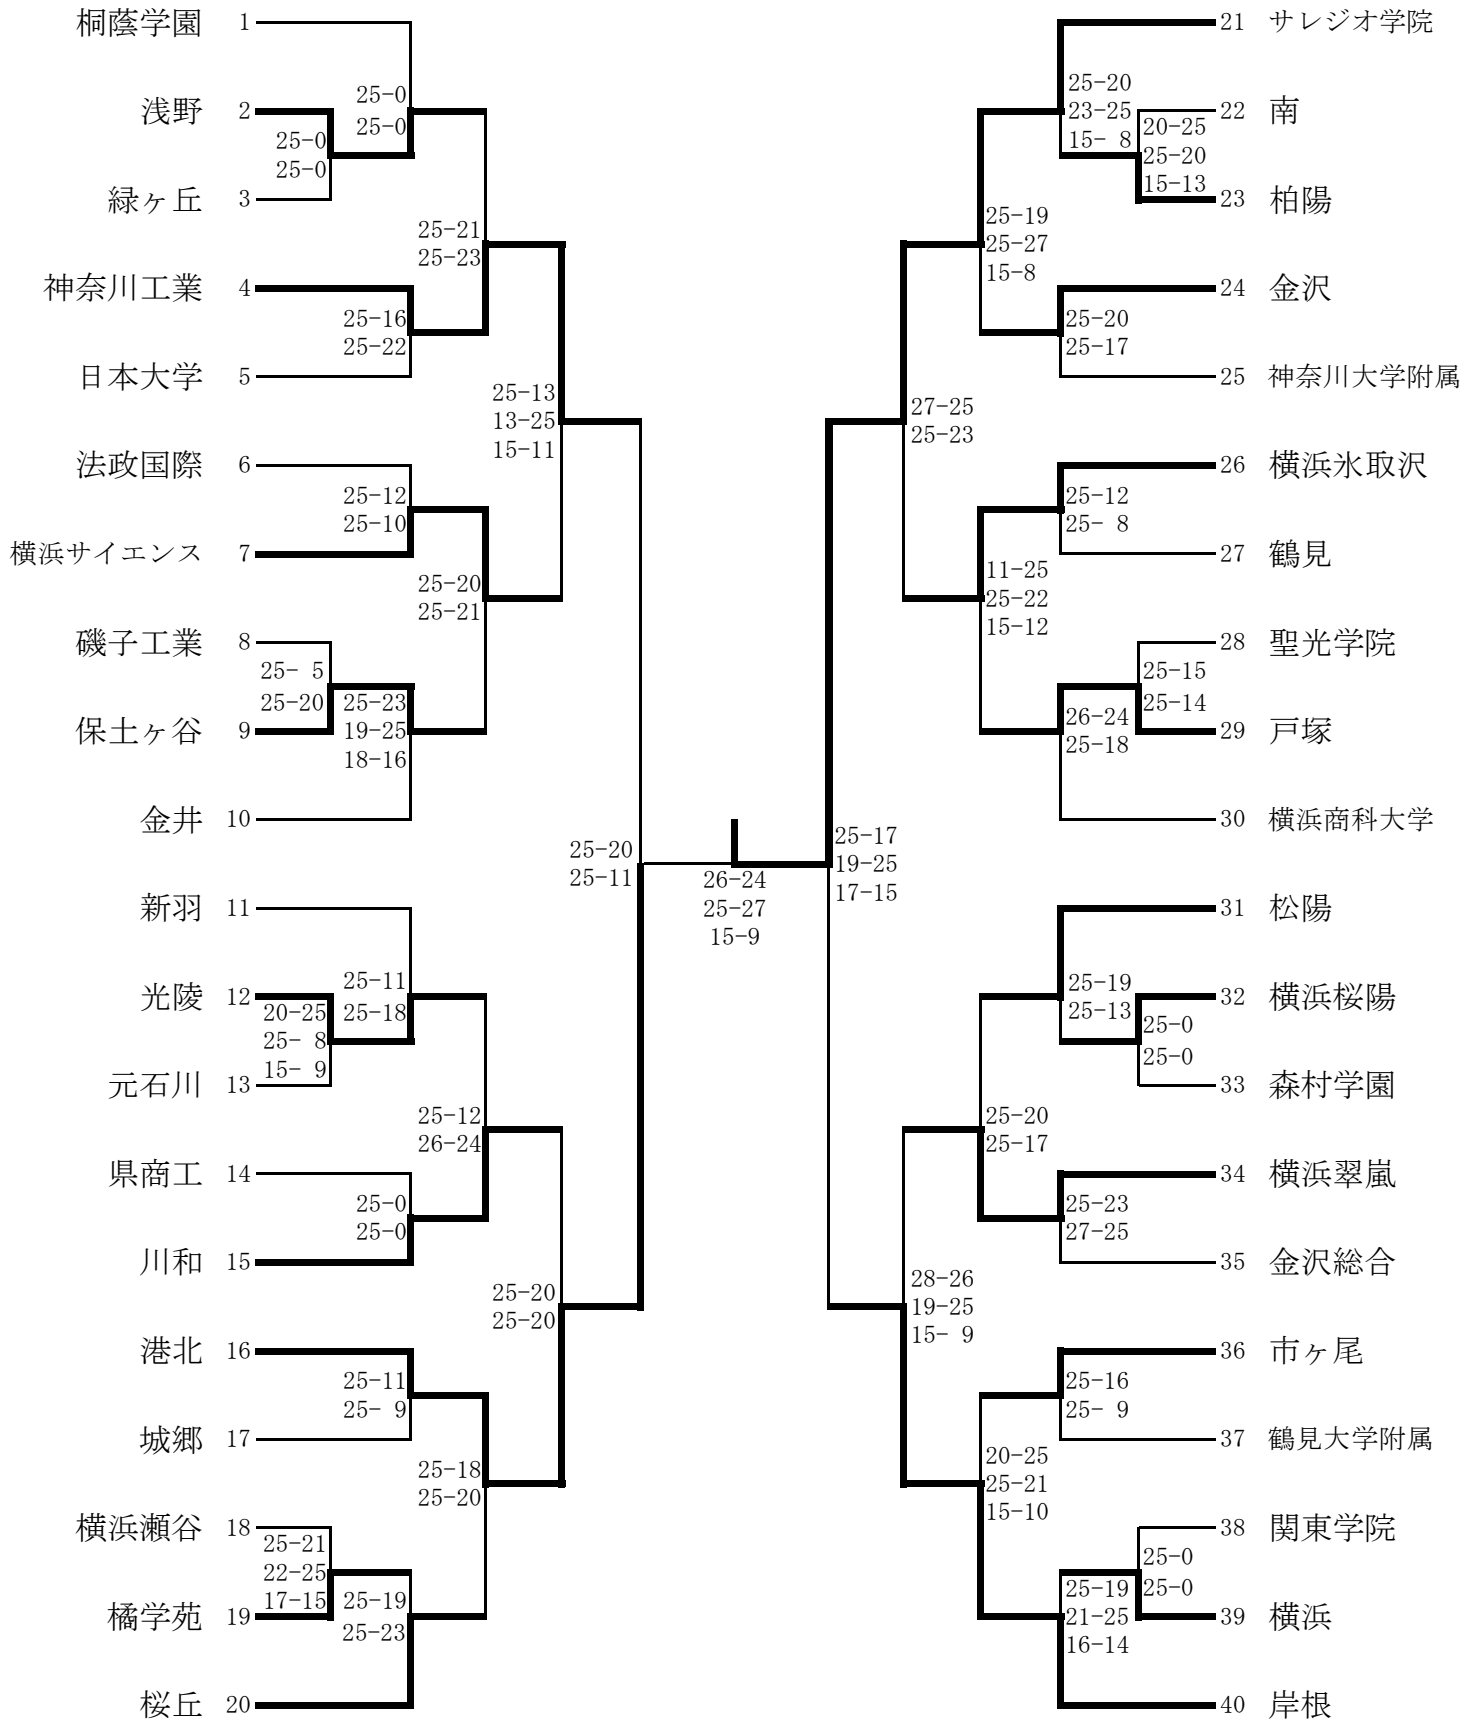 桐蔭学園 1
浅野 2
緑ヶ丘 3
神奈川工業 4
日本大学 5
法政国際 6
横浜サイエンス 7
磯子工業 8
保土ヶ谷 9
金井 10
新羽 11
光陵 12
元石川 13
県商工 14
川和 15
港北 16
城郷 17
横浜瀬谷 18
橘学苑 19
桜丘 20
25-0
25-0
25- 5
25-20
20-25
25- 8
15- 9
25-21
22-25
17-15
25-0
25-0
25-16
25-22
25-12
25-10
25-23
19-25
18-16
25-11
25-18
25-0
25-0
25-11
25- 9
25-19
25-23
25-21
25-23
25-20
25-21
25-12
26-24
25-18
25-20
25-13
13-25
15-11
25-20
25-20
25-20
25-11
26-24
25-27
15-9
25-17
19-25
17-15
27-25
25-23
28-26
19-25
15- 9
25-19
25-27
15-8
11-25
25-22
15-12
25-20
25-17
20-25
25-21
15-10
25-20
23-25
15- 8
25-20
25-17
25-12
25- 8
26-24
25-18
25-19
25-13
25-23
27-25
25-16
25- 9
25-19
21-25
16-14
20-25
25-20
15-13
25-15
25-14
25-0
25-0
25-0
25-0
21 サレジオ学院
22 南
23 柏陽
24 金沢
25 神奈川大学附属
26 横浜氷取沢
27 鶴見
28 聖光学院
29 戸塚
30 横浜商科大学
31 松陽
32 横浜桜陽
33 森村学園
34 横浜翠嵐
35 金沢総合
36 市ヶ尾
37 鶴見大学附属
38 関東学院
39 横浜
40 岸根